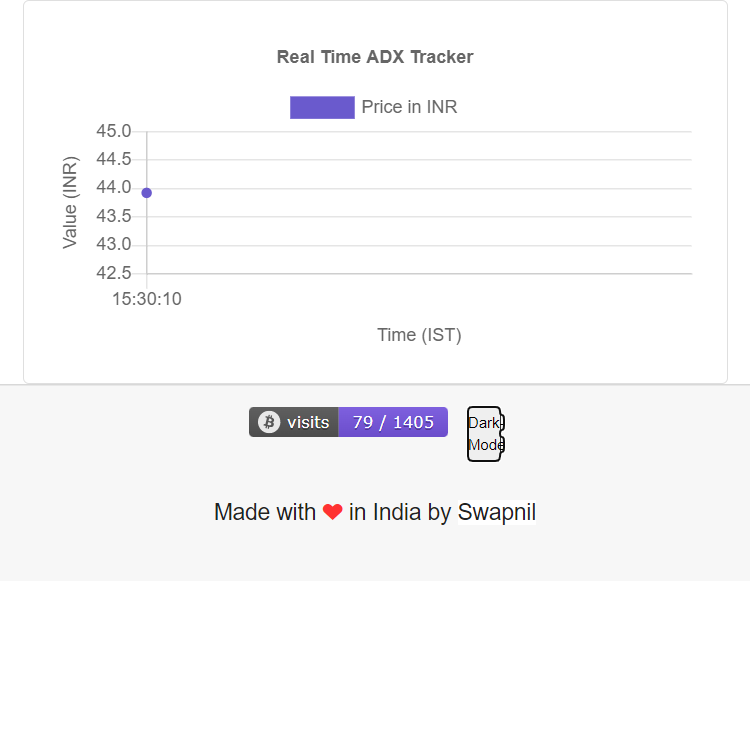 Real Time ADX Tracker
Price in INR
Value (INR)
45.0
44.5
44.0
43.5
43.0
42.5
15:30:10
Time (IST)
visits 79 / 1405
Dark
Mode
Made with ❤ in India by Swapnil